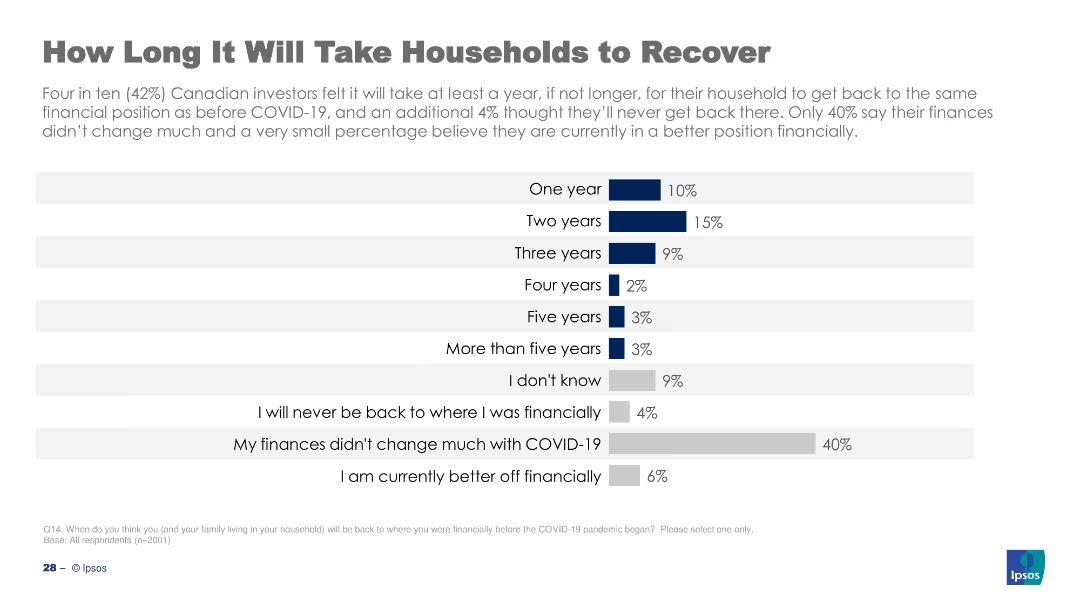 How Long It Will Take Households to Recover
Four in ten (42%) Canadian investors felt it will take at least a year, if not longer, for their household to get back to the same
financial position as before COVID-19, and an additional 4% thought they’ll never get back there. Only 40% say their finances
didn’t change much and a very small percentage believe they are currently in a better position financially.
One year 10%
Two years 15%
Three years 9%
Four years 2%
Five years 3%
More than five years 3%
I don't know 9%
I will never be back to where I was financially 4%
My finances didn't change much with COVID-19 40%
I am currently better off financially 6%
Q14. When do you think you (and your family living in your household) will be back to where you were financially before the COVID-19 pandemic began? Please select one only.
Base: All respondents (n=2001)
28 – © Ipsos
Ipsos